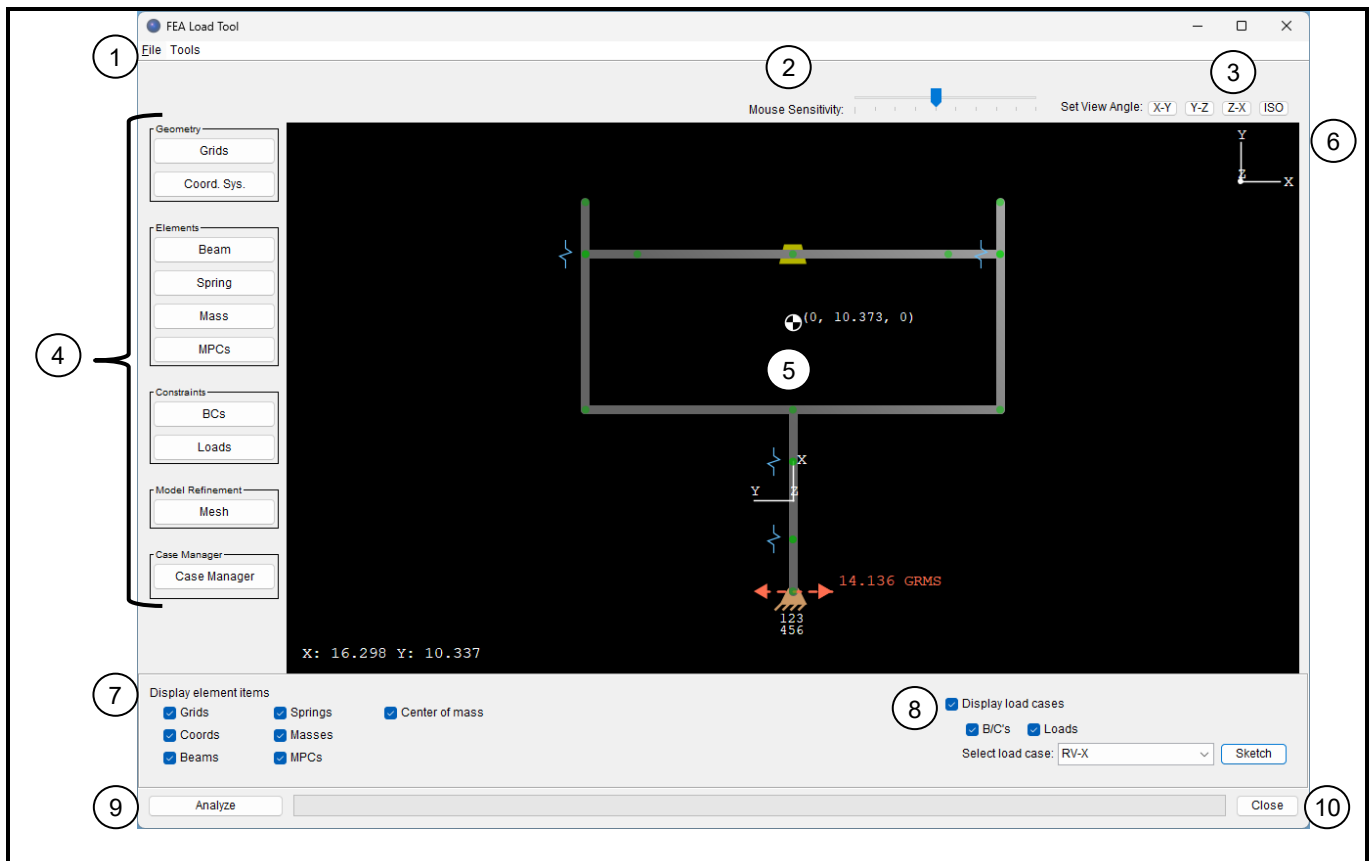 FEA Load Tool
1
File Tools
2
3
Mouse Sensitivity:
Set View Angle: X-Y Y-Z Z-X ISO
4
Geometry
Grids
Coord. Sys.
Elements
Beam
Spring
Mass
MPCs
Constraints
BCs
Loads
Model Refinement
Mesh
Case Manager
Case Manager
6
Y
Z
X
(0, 10.373, 0)
5
X
Y
Z
14.136 GRMS
123
456
X: 16.298 Y: 10.337
7
Display element items
Grids Springs Center of mass
Coords Masses
Beams MPCs
8
Display load cases
B/C's Loads
Select load case: RV-X Sketch
9
Analyze
Close
10